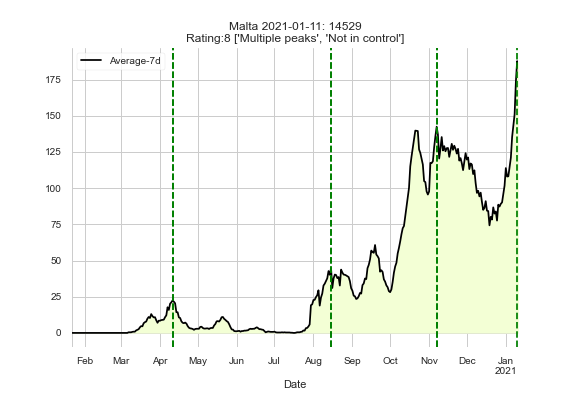 Malta 2021-01-11: 14529
Rating:8 ['Multiple peaks', 'Not in control']
Average-7d
175
150
125
100
75
50
25
0
Feb Mar Apr May Jun Jul Aug Sep Oct Nov Dec Jan
2021
Date